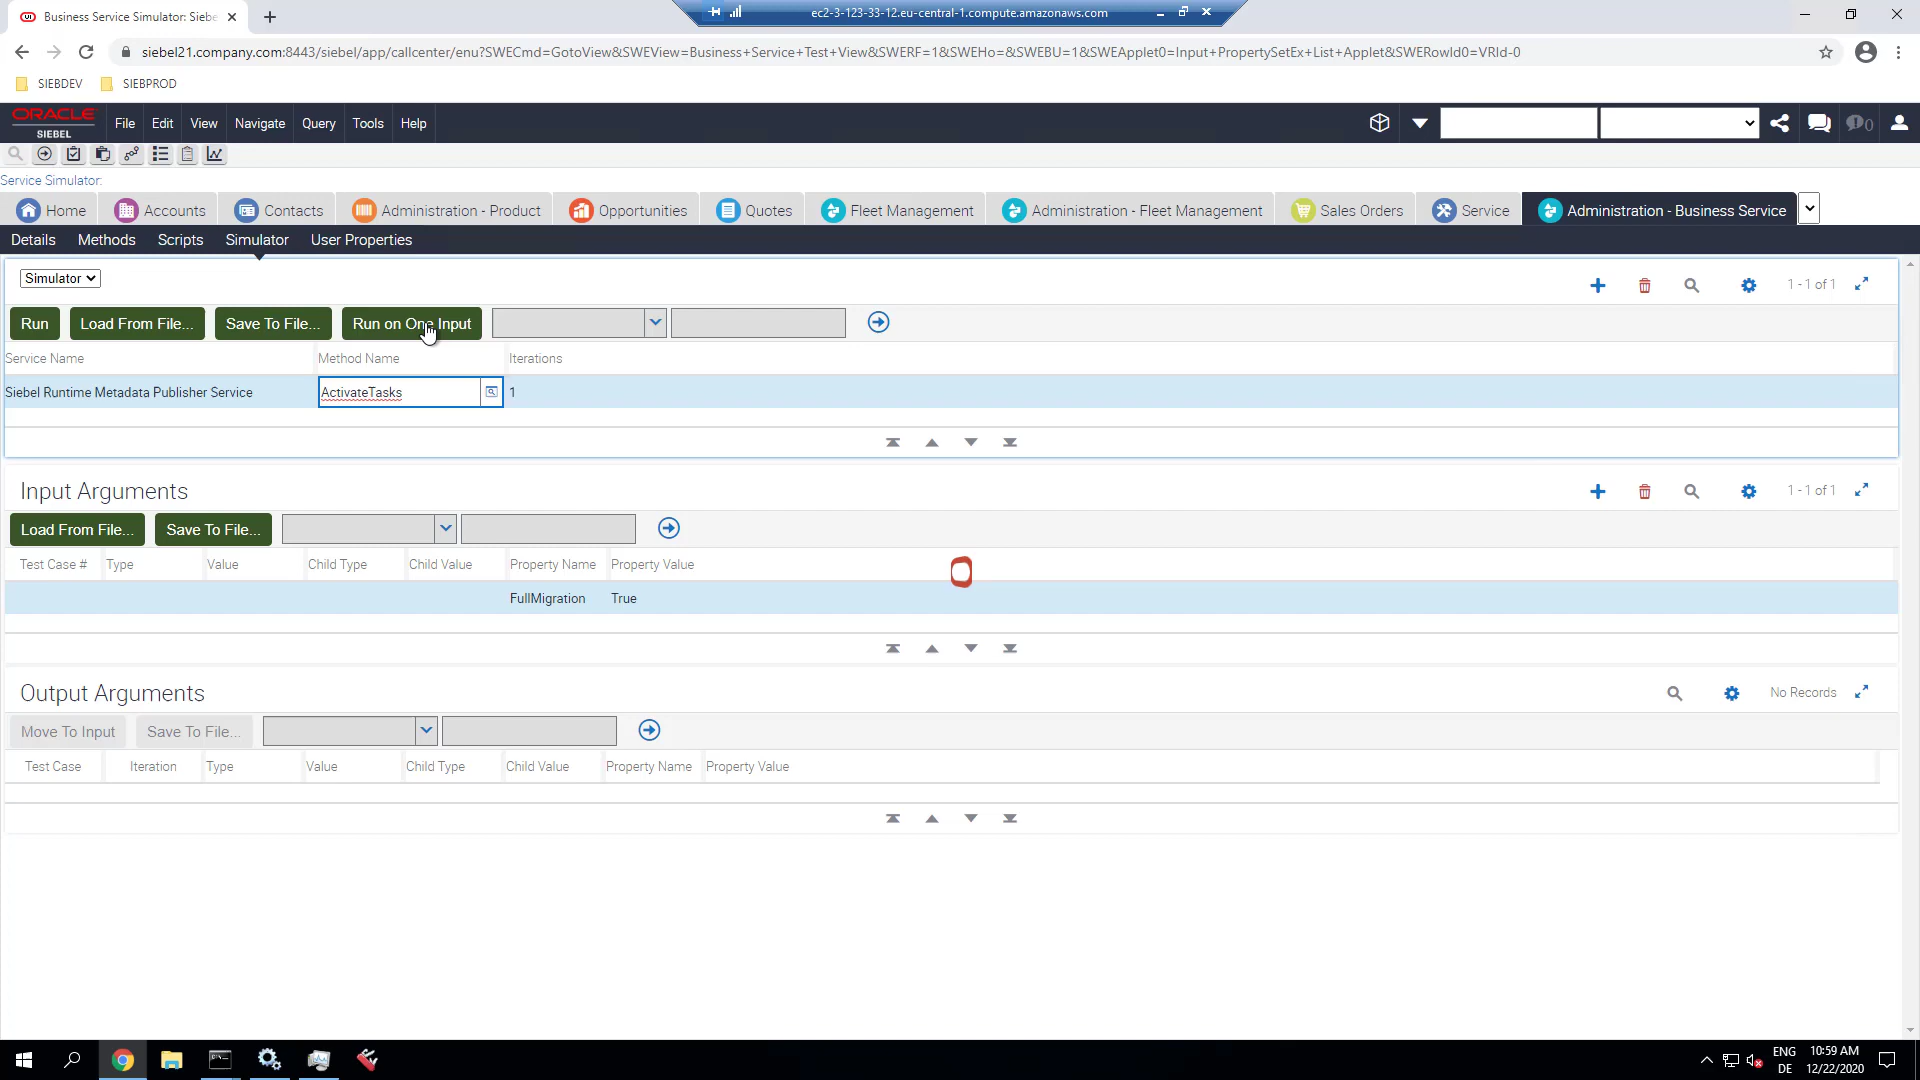 Business Service Simulator: Siebe
ec2-3-123-33-12.eu-central-1.compute.amazonaws.com
siebel21.company.com:8443/siebel/app/callcenter/enu?SWECmd=GotoView&SWEView=Business+Service+Test+View&SWERF=1&SWEHo=&SWEBU=1&SWEApplet0=Input+PropertySetEx+List+Applet&SWERowId0=VRId-0
SIEBDEV SIEBPROD
ORACLE
SIEBEL
File Edit View Navigate Query Tools Help
0
Service Simulator:
Home Accounts Contacts Administration - Product Opportunities Quotes Fleet Management Administration - Fleet Management Sales Orders Service Administration - Business Service
Details Methods Scripts Simulator User Properties
Simulator 1 - 1 of 1
Run Load From File... Save To File... Run on One Input
Service Name Method Name Iterations
Siebel Runtime Metadata Publisher Service ActivateTasks 1
Input Arguments 1 - 1 of 1
Load From File... Save To File...
Test Case # Type Value Child Type Child Value Property Name Property Value
FullMigration True
Output Arguments No Records
Move To Input Save To File...
Test Case Iteration Type Value Child Type Child Value Property Name Property Value
ENG 10:59 AM
DE 12/22/2020